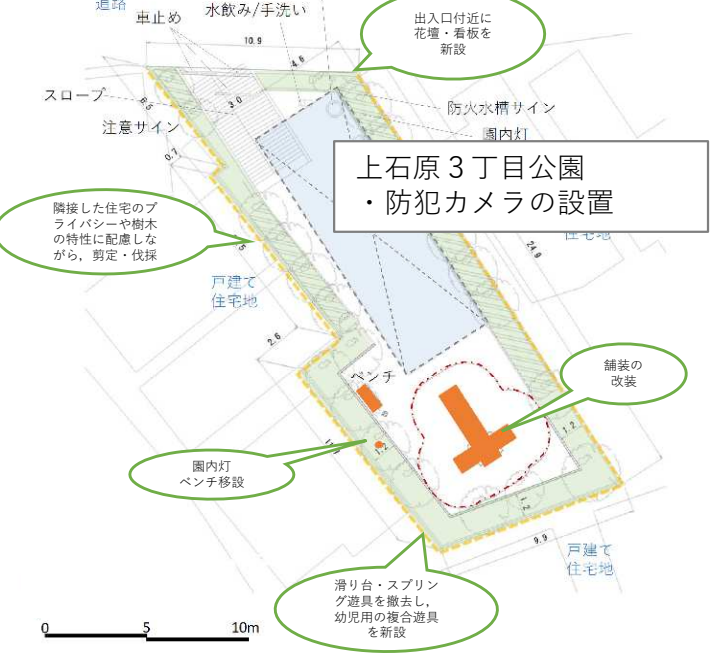 道路
車止め
水飲み/手洗い
出入口付近に
花壇・看板を
新設
10.9
4.6
スロープ
3.0
6.5
防火水槽サイン
注意サイン
園内灯
0.7
上石原３丁目公園
・防犯カメラの設置
隣接した住宅のプ
ライバシーや樹木
の特性に配慮しな
がら，剪定・伐採
住宅地
24.9
戸建て
住宅地
2.6
舗装の
改装
ベンチ
1.2
1.2
園内灯
ベンチ移設
9.9
戸建て
住宅地
滑り台・スプリン
グ遊具を撤去し，
幼児用の複合遊具
を新設
0 5 10m